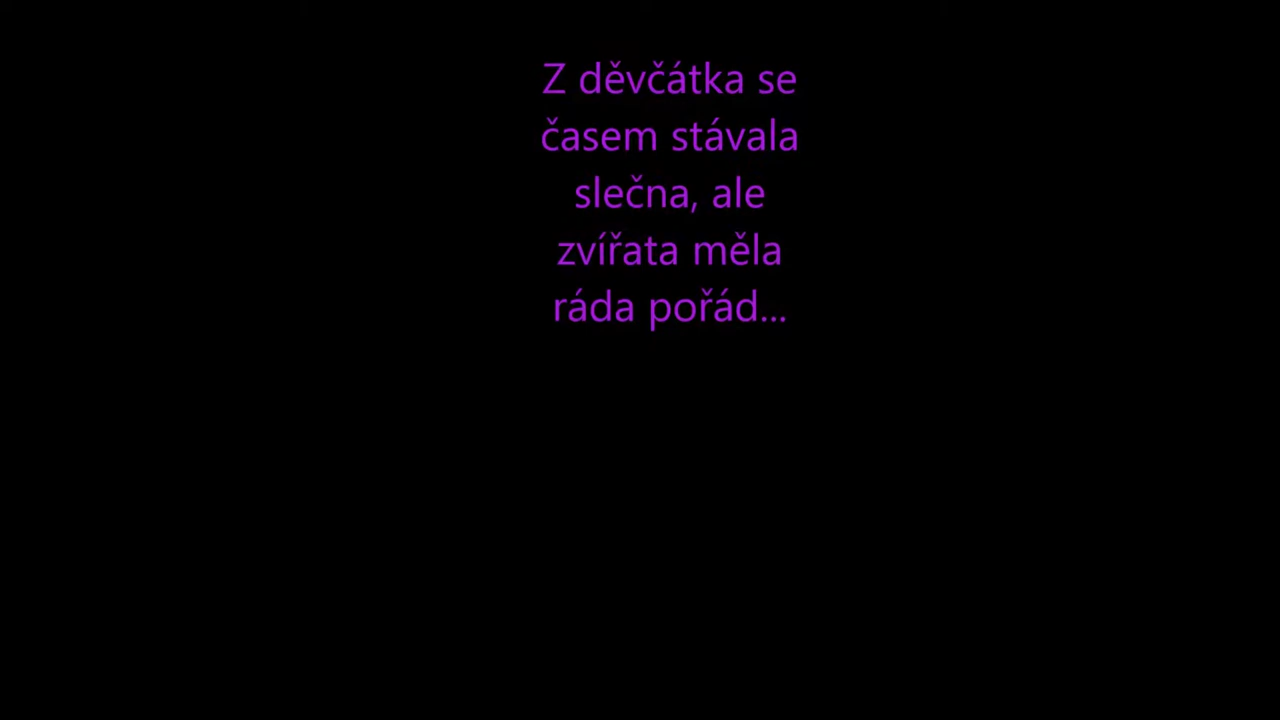 Z děvčátka se
časem stávala
slečna, ale
zvířata měla
ráda pořád...